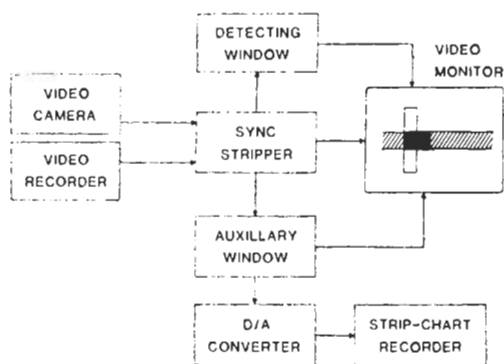 DETECTING
WINDOW
VIDEO
MONITOR
VIDEO
CAMERA
SYNC
STRIPPER
VIDEO
RECORDER
AUXILLARY
WINDOW
D/A
CONVERTER
STRIP-CHART
RECORDER